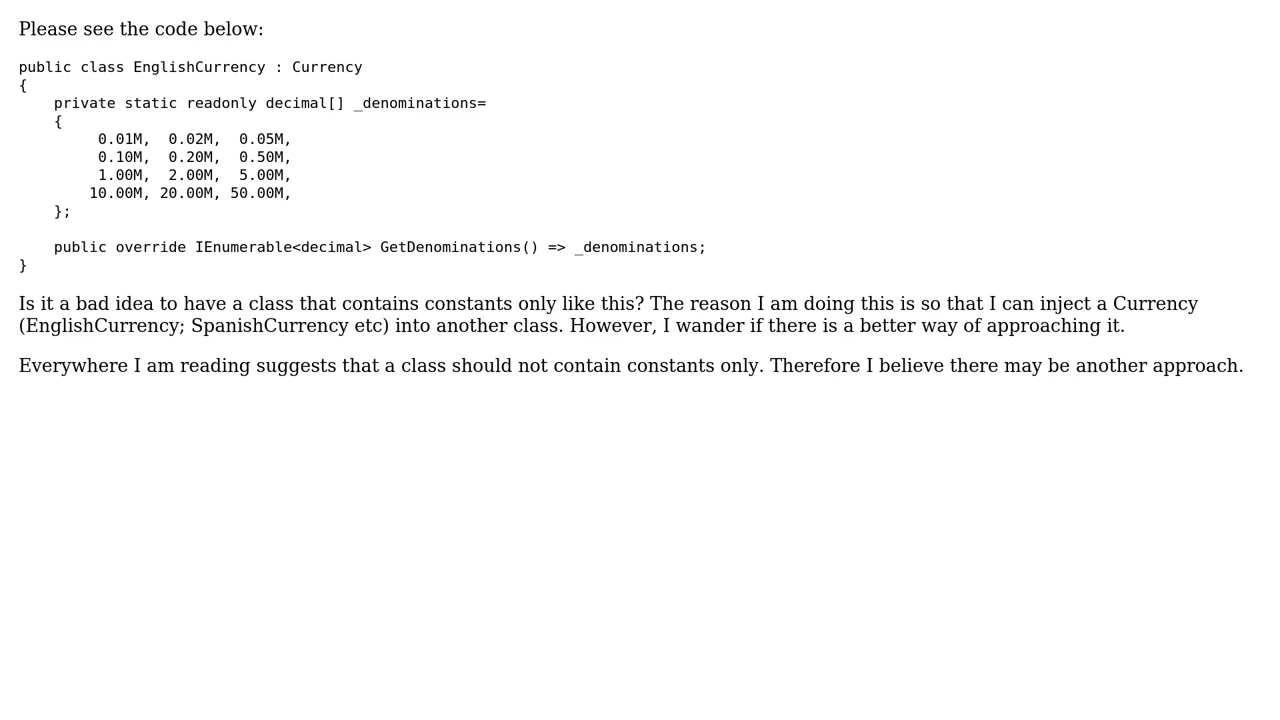 Please see the code below:
public class EnglishCurrency : Currency
{
    private static readonly decimal[] _denominations=
    {
         0.01M,  0.02M,  0.05M,
         0.10M,  0.20M,  0.50M,
         1.00M,  2.00M,  5.00M,
        10.00M, 20.00M, 50.00M,
    };
    public override IEnumerable<decimal> GetDenominations() => _denominations;
}
Is it a bad idea to have a class that contains constants only like this? The reason I am doing this is so that I can inject a Currency
(EnglishCurrency; SpanishCurrency etc) into another class. However, I wander if there is a better way of approaching it.
Everywhere I am reading suggests that a class should not contain constants only. Therefore I believe there may be another approach.